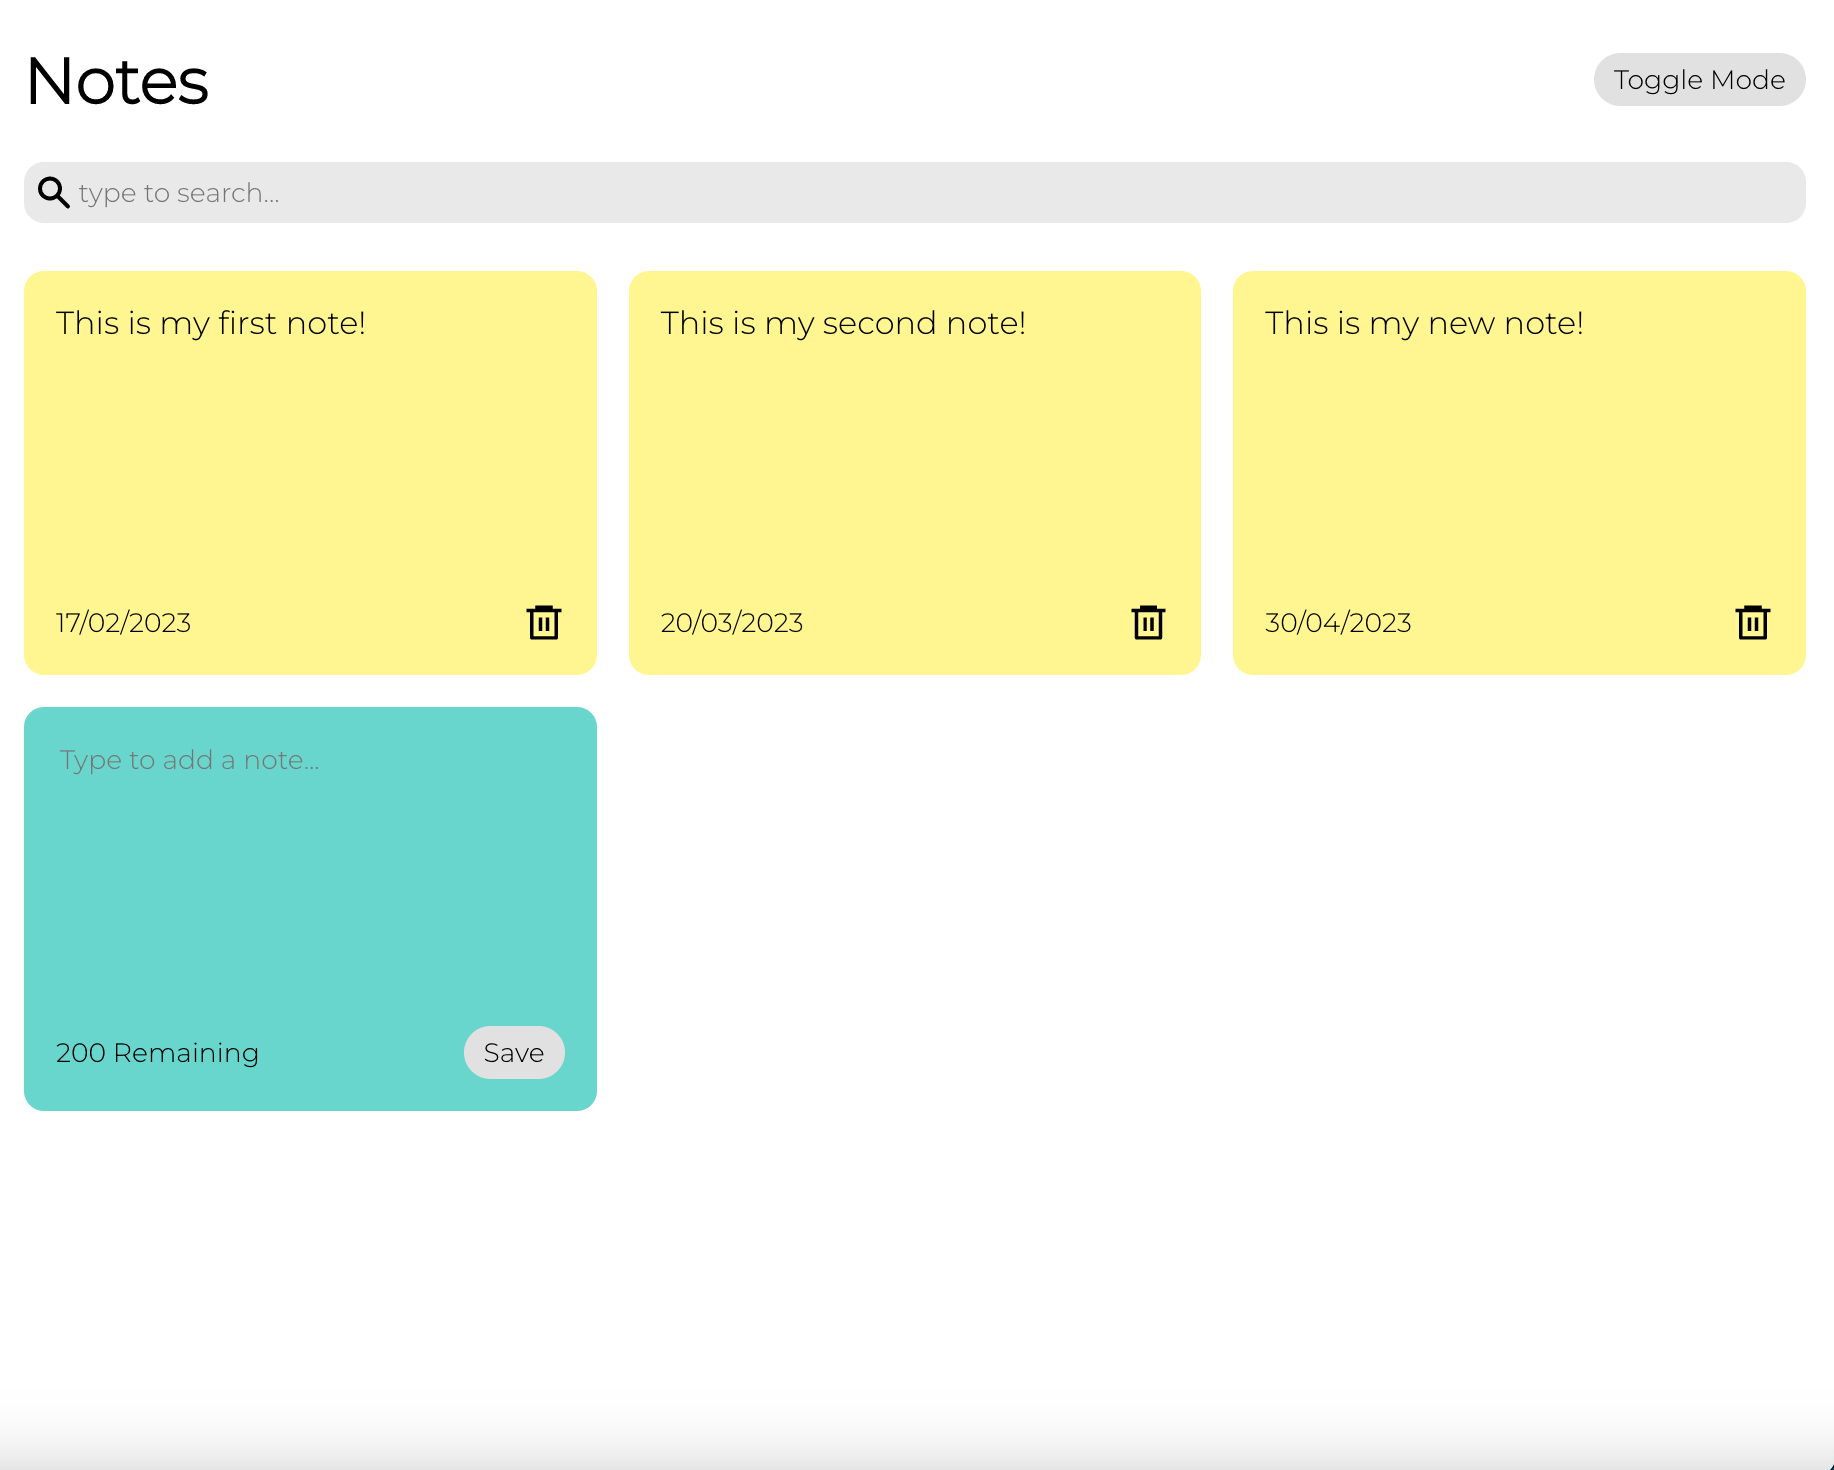 Notes
Toggle Mode
type to search...
This is my first note!
This is my second note!
This is my new note!
17/02/2023
20/03/2023
30/04/2023
Type to add a note...
200 Remaining
Save